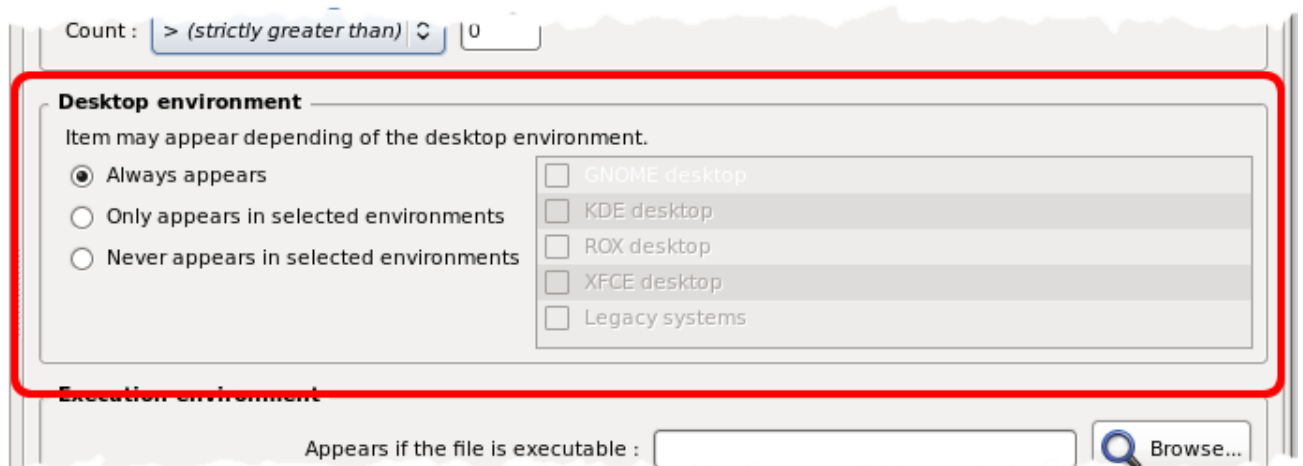 Count : > (strictly greater than) 0
Desktop environment
Item may appear depending of the desktop environment.
Always appears
Only appears in selected environments
Never appears in selected environments
GNOME desktop
KDE desktop
ROX desktop
XFCE desktop
Legacy systems
Execution environment
Appears if the file is executable : Browse...